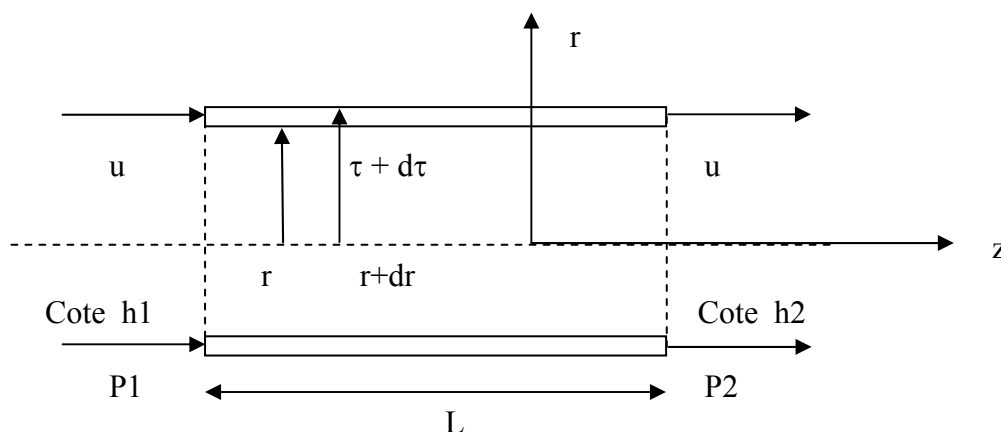 r
u
τ + dτ
u
z
r
r+dr
Cote h1
Cote h2
P1
P2
L